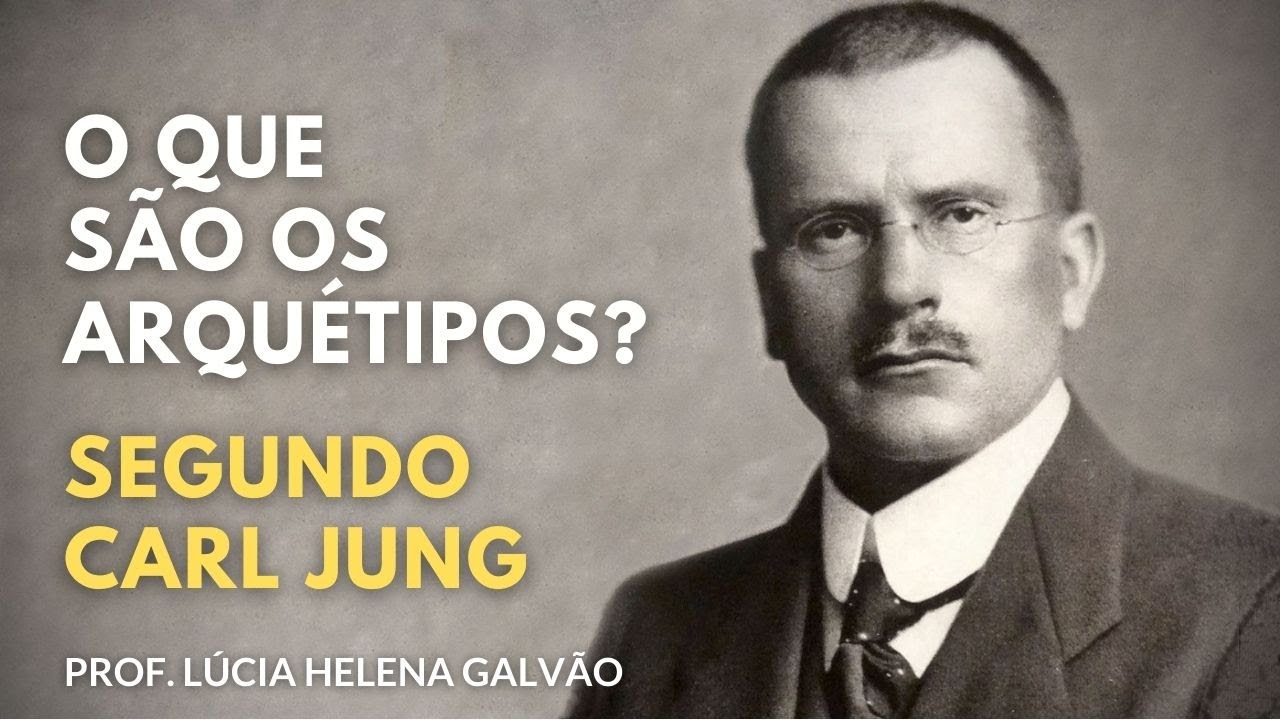 O QUE
SÃO OS
ARQUÉTIPOS?
SEGUNDO
CARL JUNG
PROF. LÚCIA HELENA GALVÃO